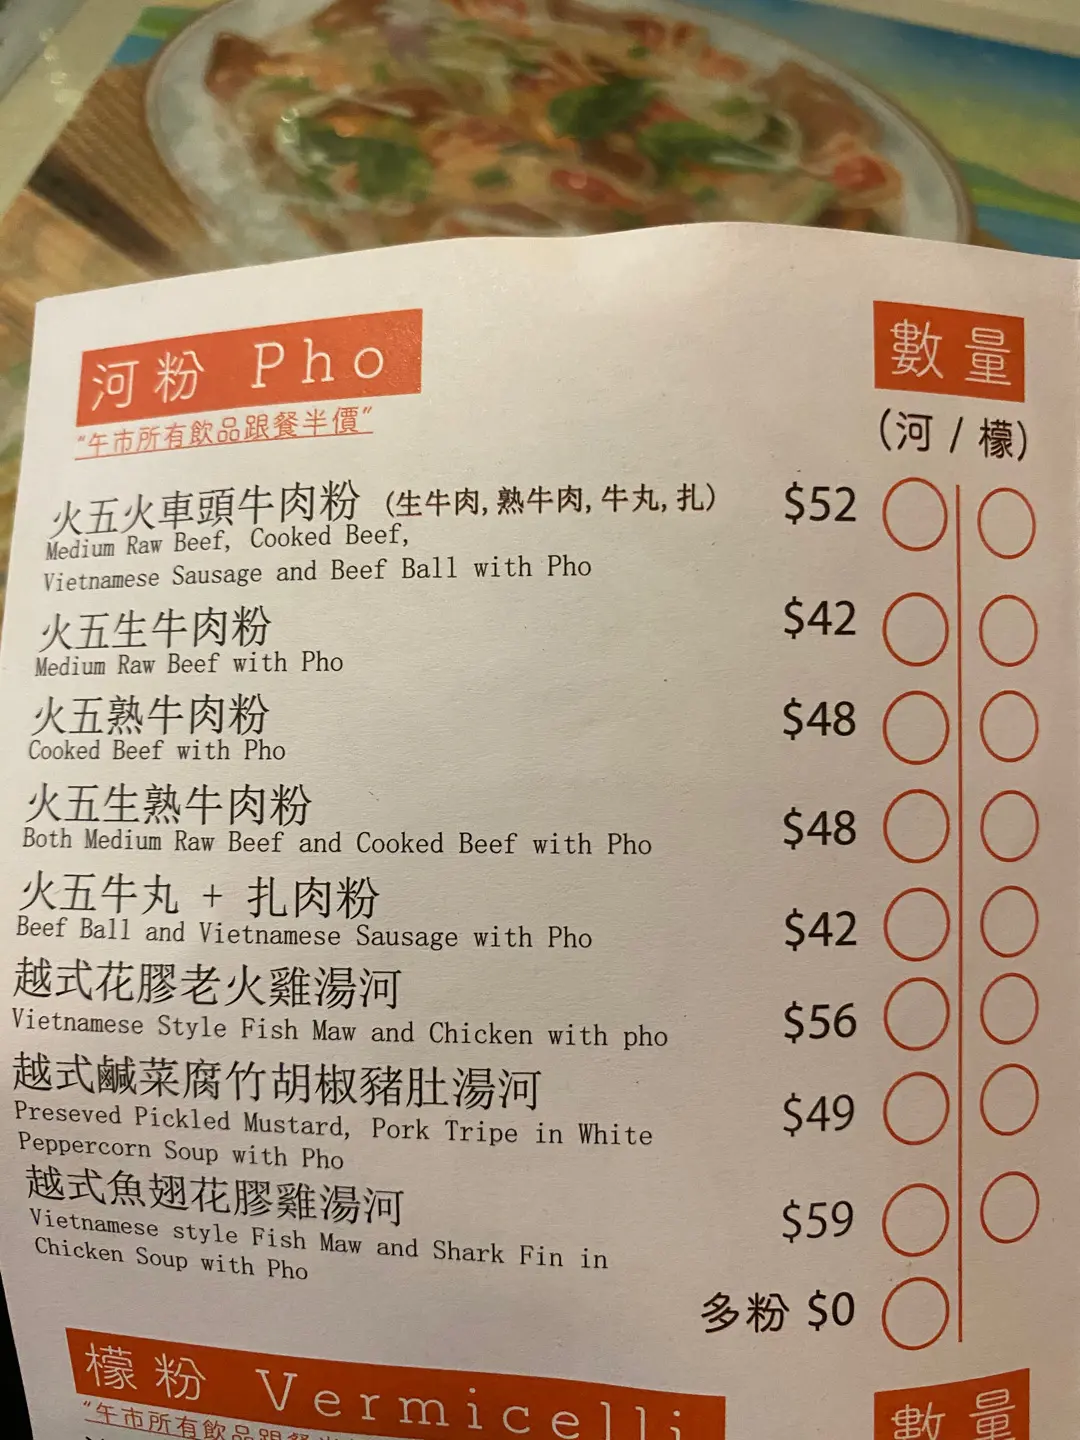 河粉 Pho
數量
"午市所有飲品跟餐半價"
(河 / 檬)
火五火車頭牛肉粉 (生牛肉, 熟牛肉, 牛丸, 扎) $52
Medium Raw Beef, Cooked Beef,
Vietnamese Sausage and Beef Ball with Pho
火五生牛肉粉 $42
Medium Raw Beef with Pho
火五熟牛肉粉 $48
Cooked Beef with Pho
火五生熟牛肉粉 $48
Both Medium Raw Beef and Cooked Beef with Pho
火五牛丸 + 扎肉粉 $42
Beef Ball and Vietnamese Sausage with Pho
越式花膠老火雞湯河 $56
Vietnamese Style Fish Maw and Chicken with pho
越式鹹菜腐竹胡椒豬肚湯河 $49
Preseved Pickled Mustard, Pork Tripe in White
Peppercorn Soup with Pho
越式魚翅花膠雞湯河 $59
Vietnamese style Fish Maw and Shark Fin in
Chicken Soup with Pho
多粉 $0
檬粉 Vermicelli
數量
"午市所有飲品跟餐半